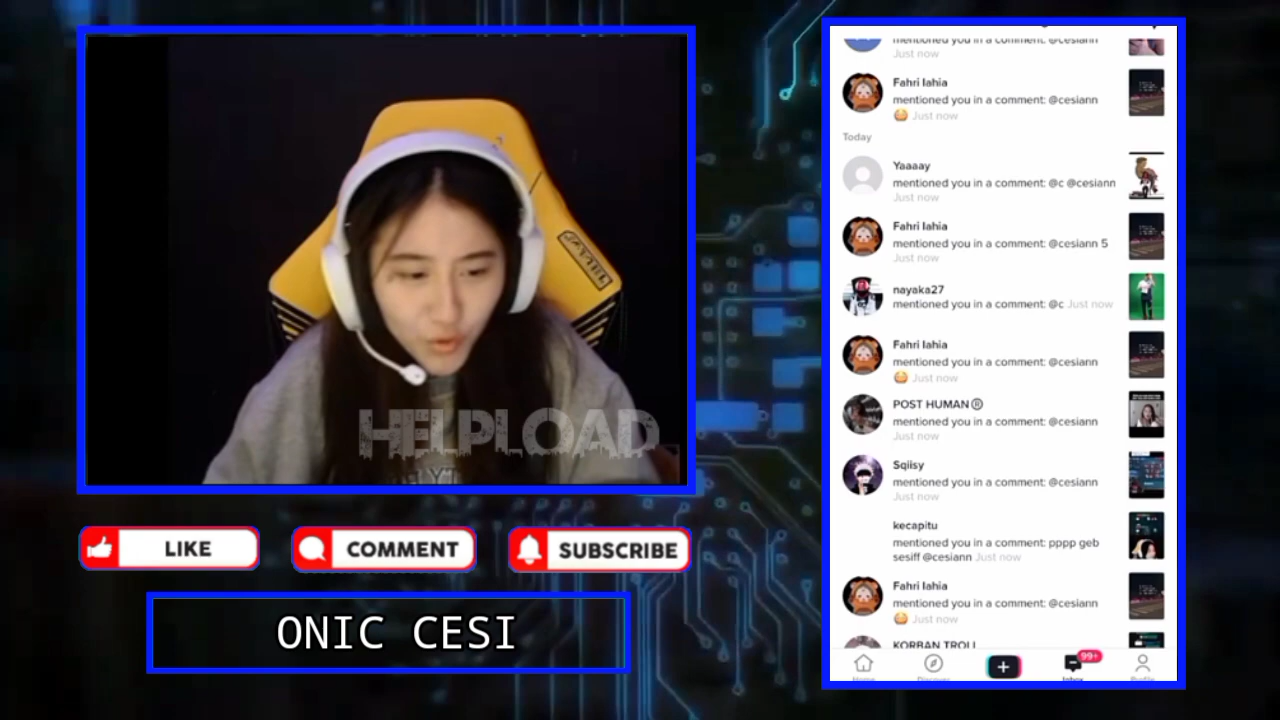 HELPLOAD
LIKE
COMMENT
SUBSCRIBE
ONIC CESI
mentioned you in a comment: @cesiann
Just now
Fahri lahia
mentioned you in a comment: @cesiann
😳 Just now
Today
Yaaaay
mentioned you in a comment: @c @cesiann
Just now
Fahri lahia
mentioned you in a comment: @cesiann 5
Just now
nayaka27
mentioned you in a comment: @c Just now
Fahri lahia
mentioned you in a comment: @cesiann
😳 Just now
POST HUMAN®
mentioned you in a comment: @cesiann
Just now
Sqiisy
mentioned you in a comment: @cesiann
Just now
kecapitu
mentioned you in a comment: pppp geb
sesiff @cesiann Just now
Fahri lahia
mentioned you in a comment: @cesiann
😳 Just now
KORBAN TROLL
99+
Home Discover Inbox Profile